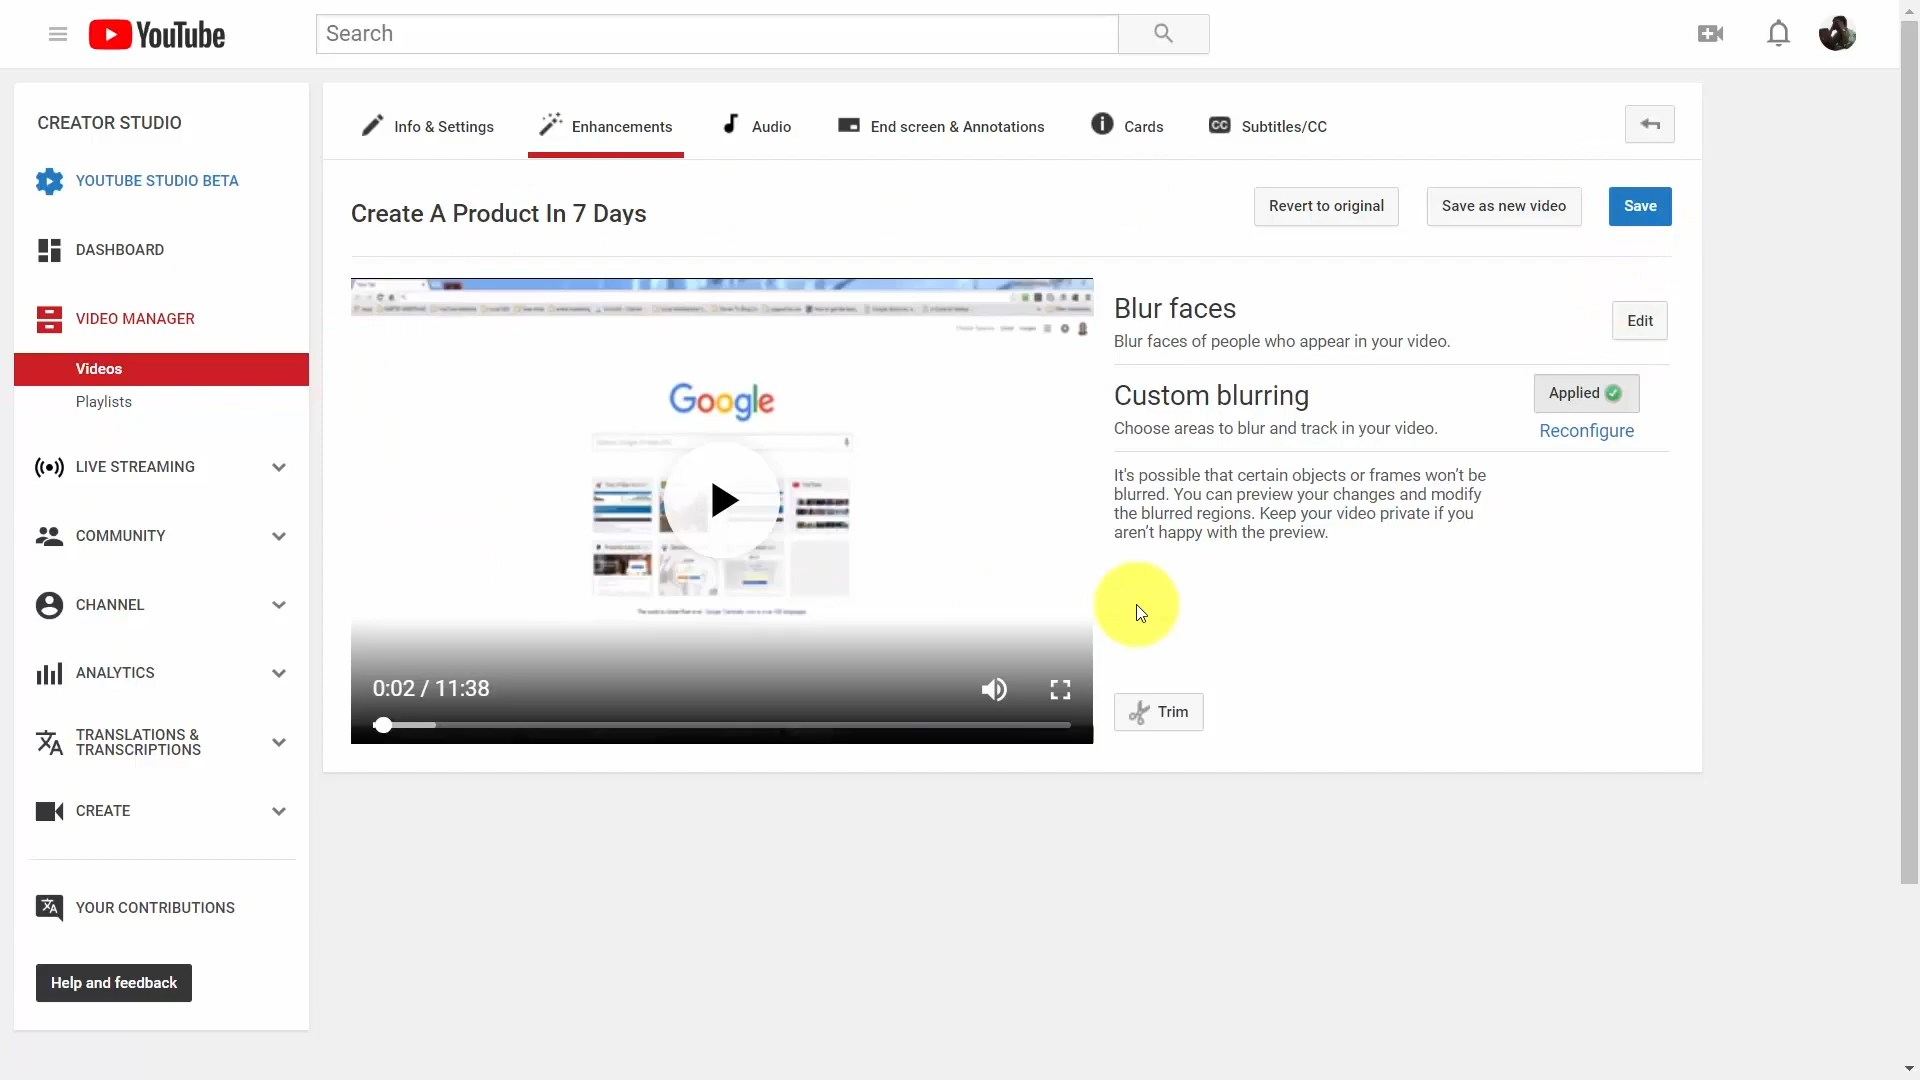 YouTube
Search
CREATOR STUDIO
YOUTUBE STUDIO BETA
DASHBOARD
VIDEO MANAGER
Videos
Playlists
LIVE STREAMING
COMMUNITY
CHANNEL
ANALYTICS
TRANSLATIONS &
TRANSCRIPTIONS
CREATE
YOUR CONTRIBUTIONS
Help and feedback
Info & Settings
Enhancements
Audio
End screen & Annotations
Cards
CC Subtitles/CC
Create A Product In 7 Days
Revert to original
Save as new video
Save
Google
0:02 / 11:38
Blur faces
Blur faces of people who appear in your video.
Edit
Custom blurring
Choose areas to blur and track in your video.
Applied
Reconfigure
It's possible that certain objects or frames won't be
blurred. You can preview your changes and modify
the blurred regions. Keep your video private if you
aren't happy with the preview.
Trim